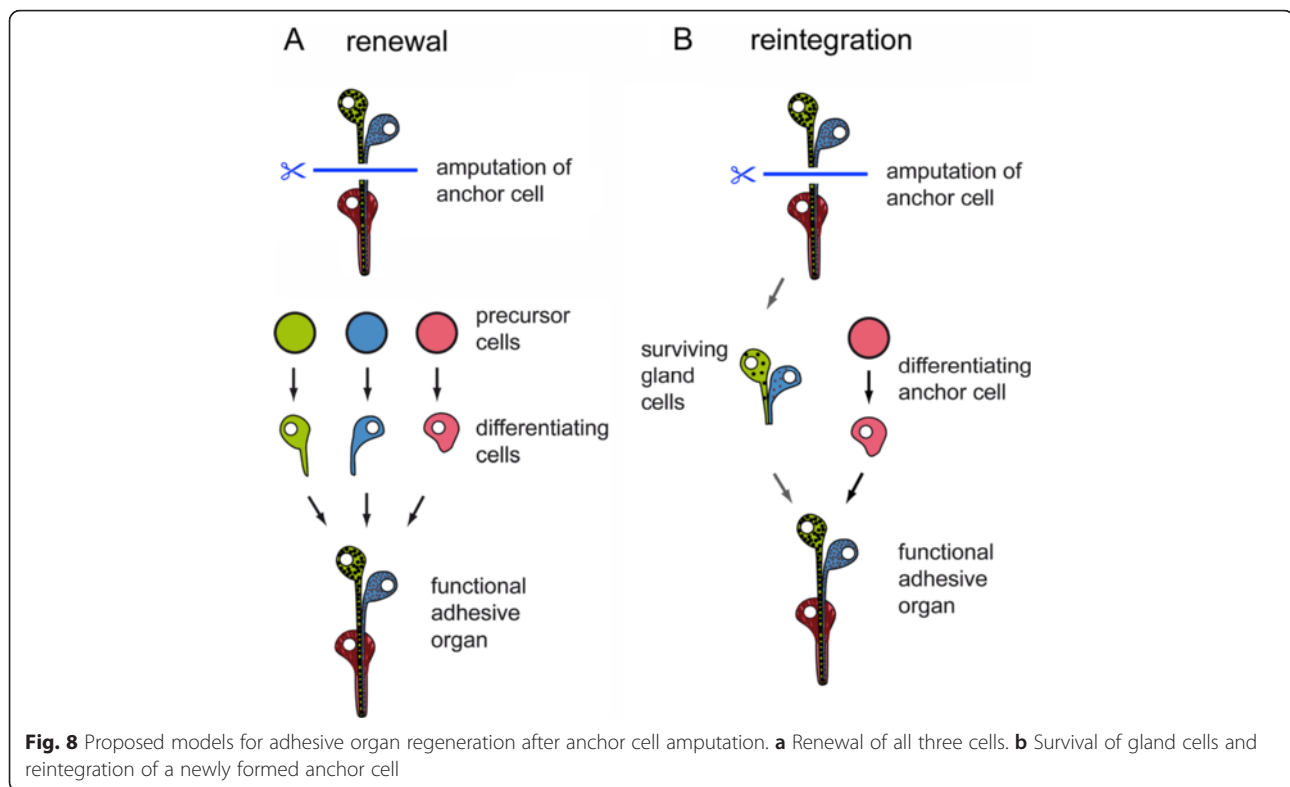 A renewal
amputation of
anchor cell
precursor
cells
differentiating
cells
functional
adhesive
organ
B reintegration
amputation of
anchor cell
surviving
gland
cells
differentiating
anchor cell
functional
adhesive
organ
Fig. 8 Proposed models for adhesive organ regeneration after anchor cell amputation. a Renewal of all three cells. b Survival of gland cells and
reintegration of a newly formed anchor cell